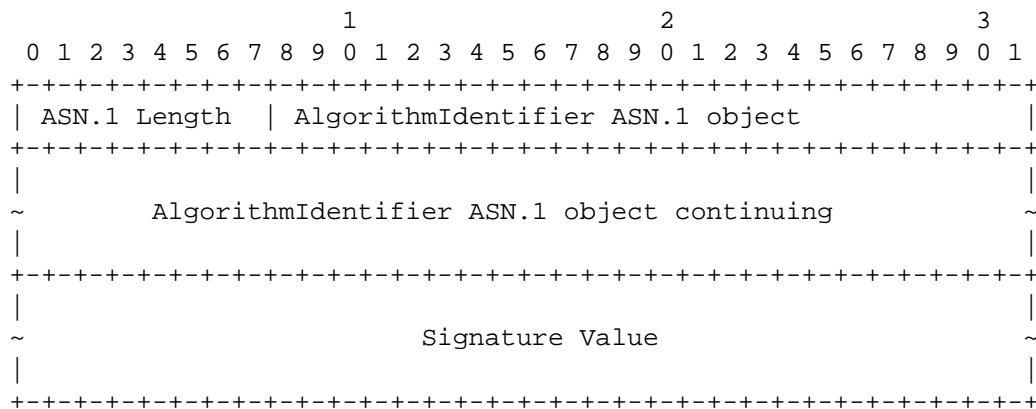 1                   2                   3
 0 1 2 3 4 5 6 7 8 9 0 1 2 3 4 5 6 7 8 9 0 1 2 3 4 5 6 7 8 9 0 1
+-+-+-+-+-+-+-+-+-+-+-+-+-+-+-+-+-+-+-+-+-+-+-+-+-+-+-+-+-+-+-+-+
| ASN.1 Length  | AlgorithmIdentifier ASN.1 object              |
+-+-+-+-+-+-+-+-+-+-+-+-+-+-+-+-+-+-+-+-+-+-+-+-+-+-+-+-+-+-+-+-+
|                                                               |
~        AlgorithmIdentifier ASN.1 object continuing            ~
|                                                               |
+-+-+-+-+-+-+-+-+-+-+-+-+-+-+-+-+-+-+-+-+-+-+-+-+-+-+-+-+-+-+-+-+
|                                                               |
~                         Signature Value                       ~
|                                                               |
+-+-+-+-+-+-+-+-+-+-+-+-+-+-+-+-+-+-+-+-+-+-+-+-+-+-+-+-+-+-+-+-+